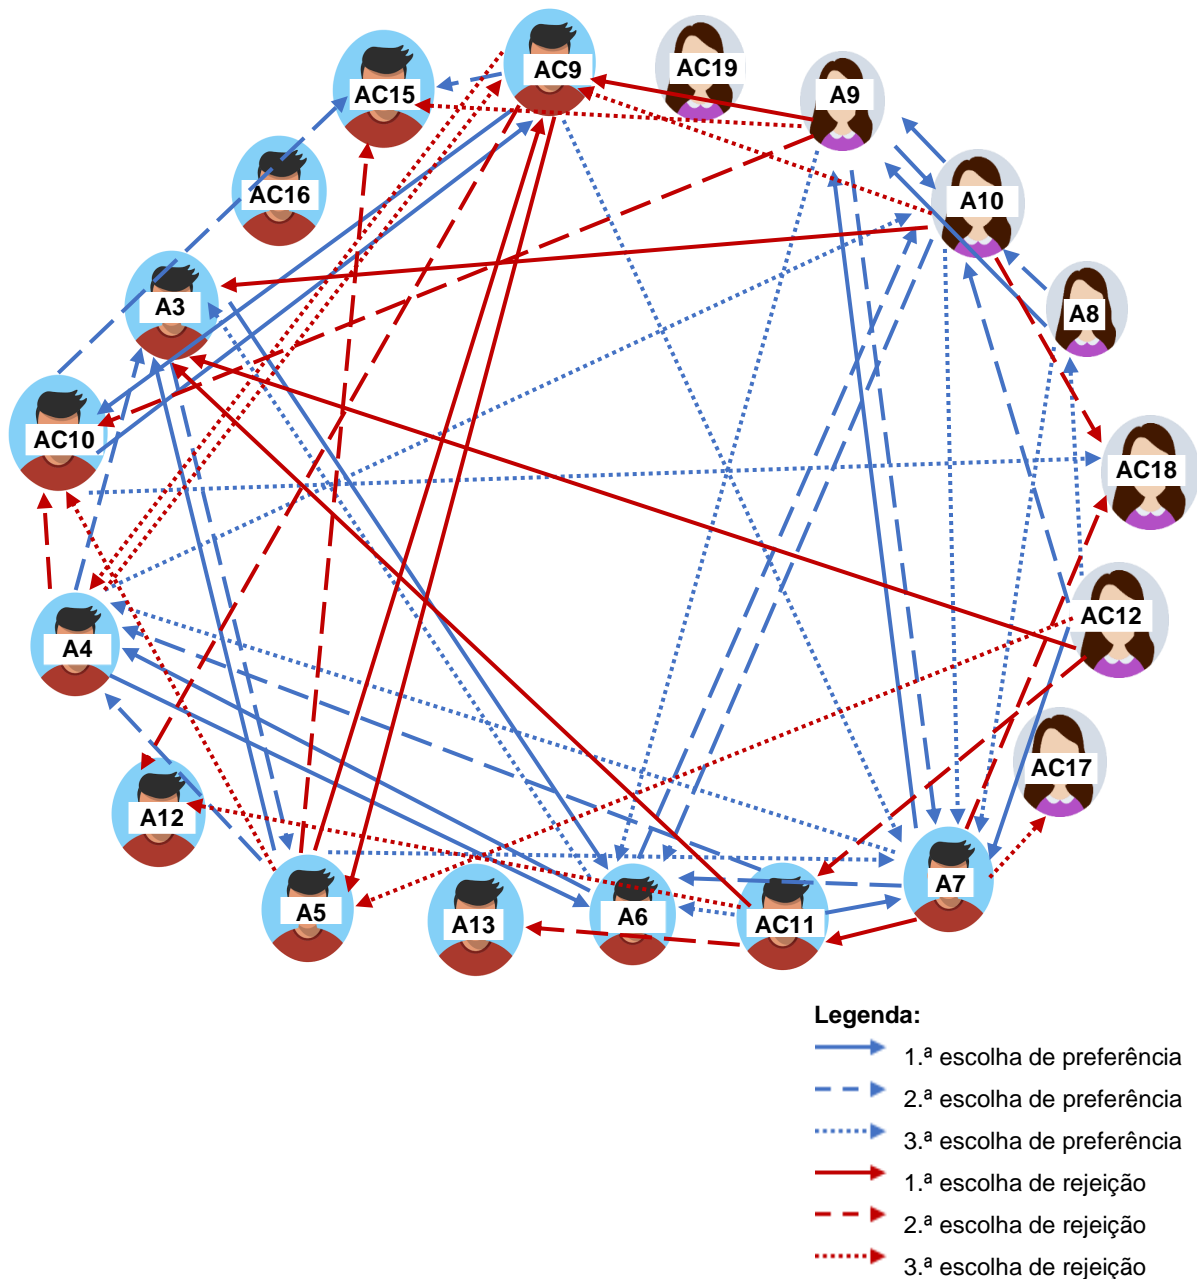 AC9
AC19
AC15
A9
AC16
A10
A3
A8
AC10
AC18
A4
AC12
AC17
A12
A7
A5
A13
A6
AC11
Legenda:
1.ª escolha de preferência
2.ª escolha de preferência
3.ª escolha de preferência
1.ª escolha de rejeição
2.ª escolha de rejeição
3.ª escolha de rejeição